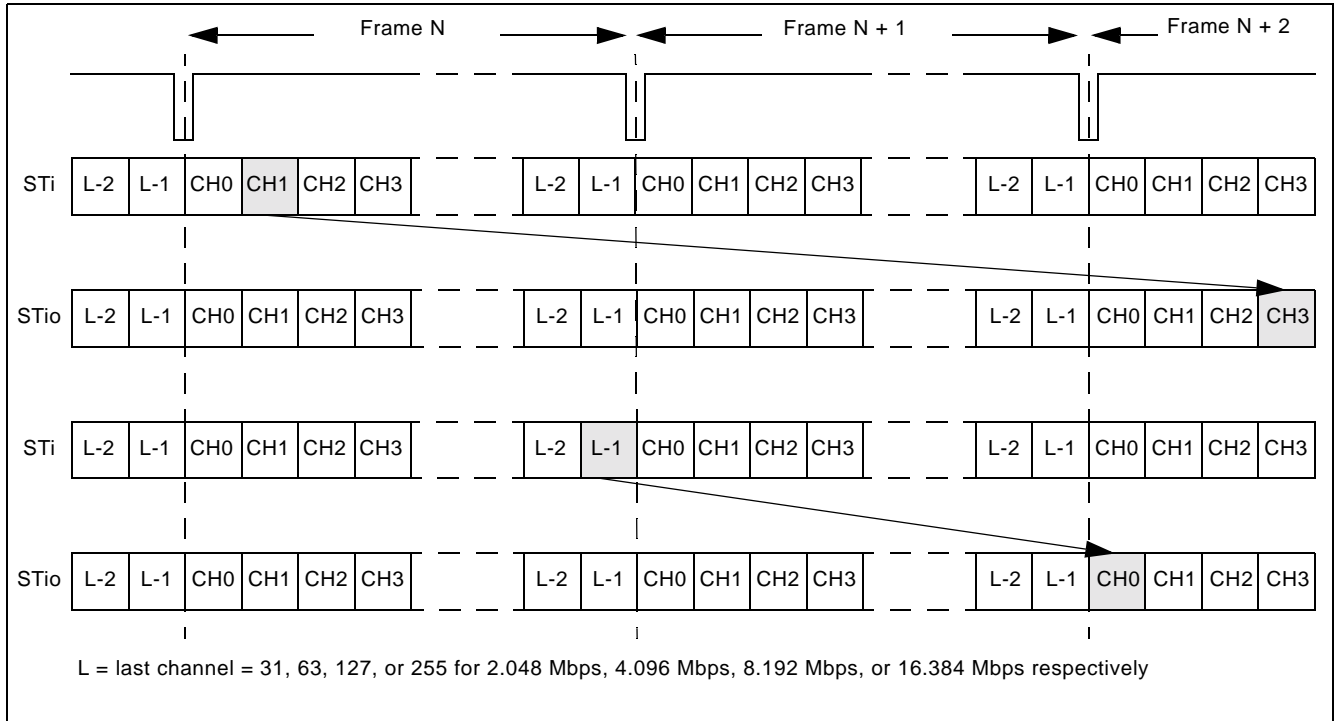 Frame N Frame N + 1 Frame N + 2
STi L-2 L-1 CH0 CH1 CH2 CH3 L-2 L-1 CH0 CH1 CH2 CH3 L-2 L-1 CH0 CH1 CH2 CH3
STio L-2 L-1 CH0 CH1 CH2 CH3 L-2 L-1 CH0 CH1 CH2 CH3 L-2 L-1 CH0 CH1 CH2 CH3
STi L-2 L-1 CH0 CH1 CH2 CH3 L-2 L-1 CH0 CH1 CH2 CH3 L-2 L-1 CH0 CH1 CH2 CH3
STio L-2 L-1 CH0 CH1 CH2 CH3 L-2 L-1 CH0 CH1 CH2 CH3 L-2 L-1 CH0 CH1 CH2 CH3
L = last channel = 31, 63, 127, or 255 for 2.048 Mbps, 4.096 Mbps, 8.192 Mbps, or 16.384 Mbps respectively